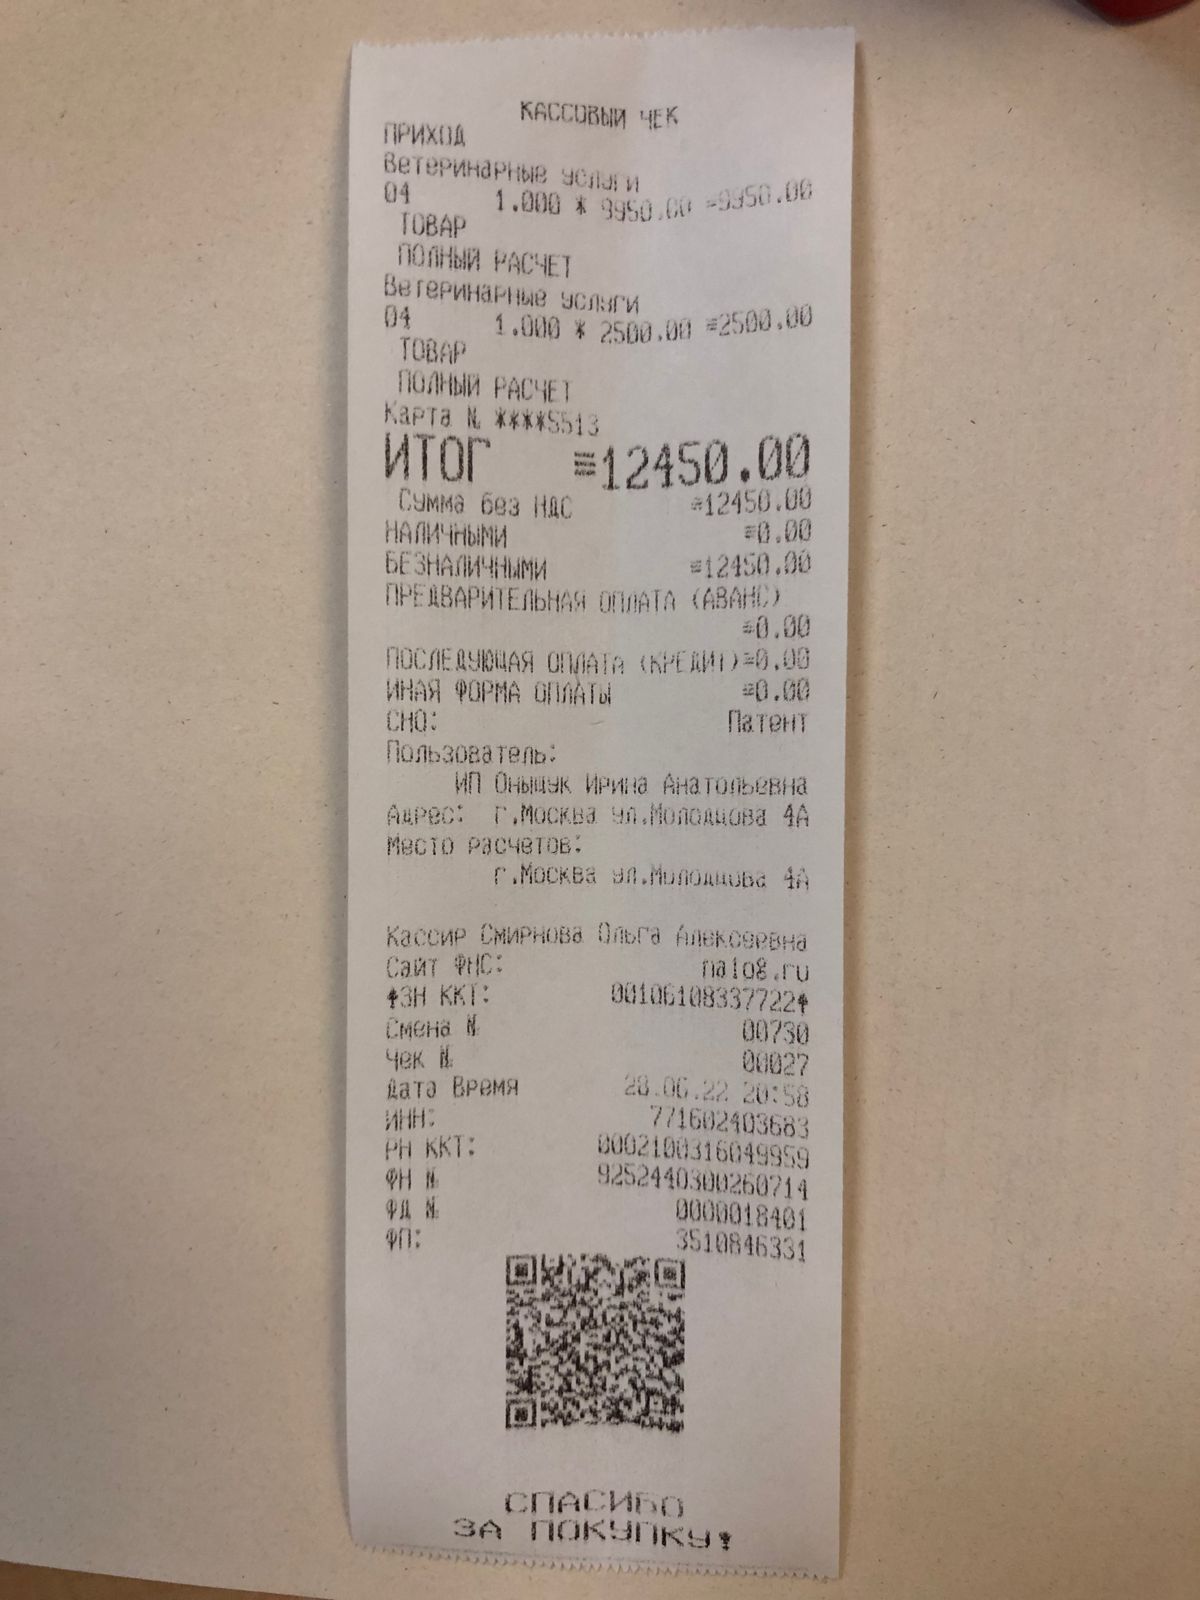 КАССОВЫЙ ЧЕК
ПРИХОД
Ветеринарные услуги
04 1.000 * 9950.00 ≡9950.00
ТОВАР
ПОЛНЫЙ РАСЧЕТ
Ветеринарные услуги
04 1.000 * 2500.00 ≡2500.00
ТОВАР
ПОЛНЫЙ РАСЧЕТ
Карта № ****5513
ИТОГ ≡12450.00
Сумма без НДС ≡12450.00
НАЛИЧНЫМИ ≡0.00
БЕЗНАЛИЧНЫМИ ≡12450.00
ПРЕДВАРИТЕЛЬНАЯ ОПЛАТА (АВАНС)
≡0.00
ПОСЛЕДУЮЩАЯ ОПЛАТА (КРЕДИТ)≡0.00
ИНАЯ ФОРМА ОПЛАТЫ ≡0.00
СНО: Патент
Пользователь:
ИП Оныщук Ирина Анатольевна
Адрес: г.Москва ул.Молодцова 4А
Место расчетов:
г.Москва ул.Молодцова 4А
Кассир Смирнова Ольга Алексеевна
Сайт ФНС: nalog.ru
ЗН ККТ: 00106108337722
Смена № 00730
Чек № 00027
Дата Время 28.06.22 20:58
ИНН: 771602403683
РН ККТ: 0002100316049959
ФН № 9252440300260714
ФД № 0000018401
ФП: 3510846331
СПАСИБО
ЗА ПОКУПКУ!